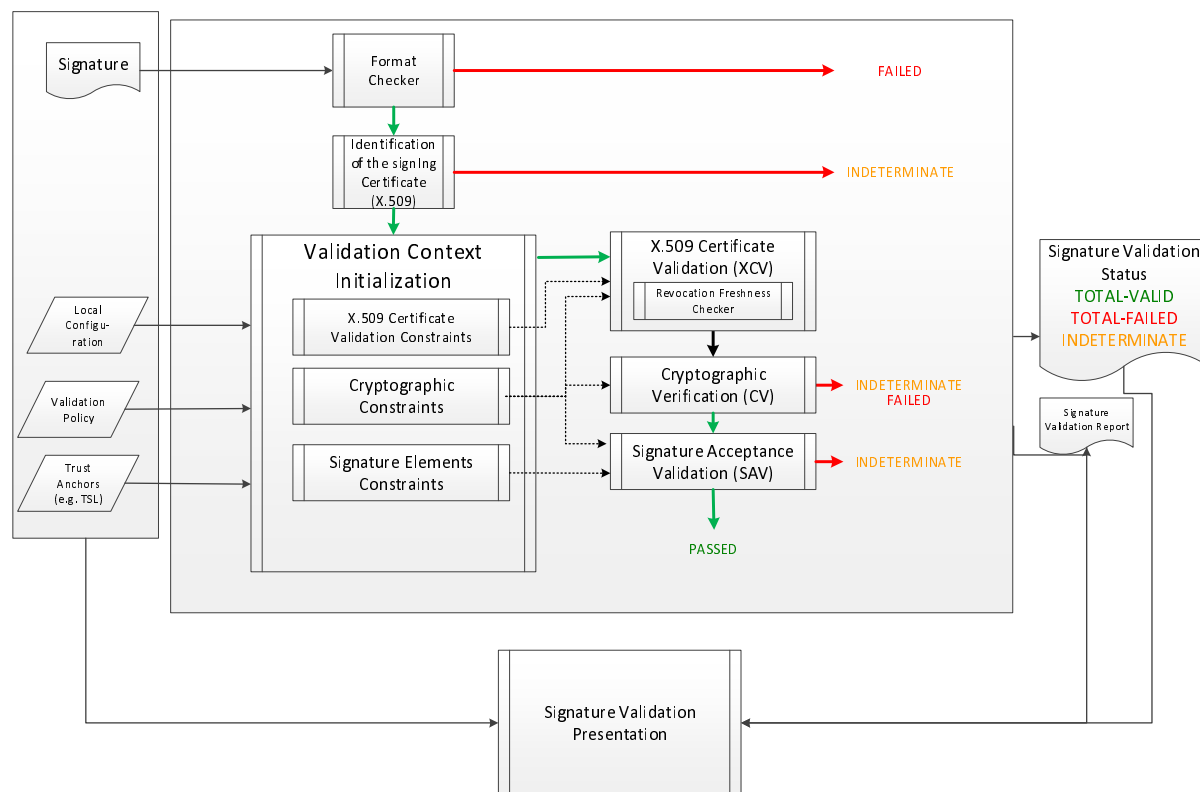 Signature
Format
Checker
FAILED
Identification
of the signing
Certificate
(X.509)
INDETERMINATE
Validation Context
Initialization
X.509 Certificate
Validation Constraints
Cryptographic
Constraints
Signature Elements
Constraints
X.509 Certificate
Validation (XCV)
Revocation Freshness
Checker
Cryptographic
Verification (CV)
INDETERMINATE
FAILED
Signature Acceptance
Validation (SAV)
INDETERMINATE
PASSED
Local
Configu-
ration
Validation
Policy
Trust
Anchors
(e.g. TSL)
Signature Validation
Status
TOTAL-VALID
TOTAL-FAILED
INDETERMINATE
Signature
Validation Report
Signature Validation
Presentation